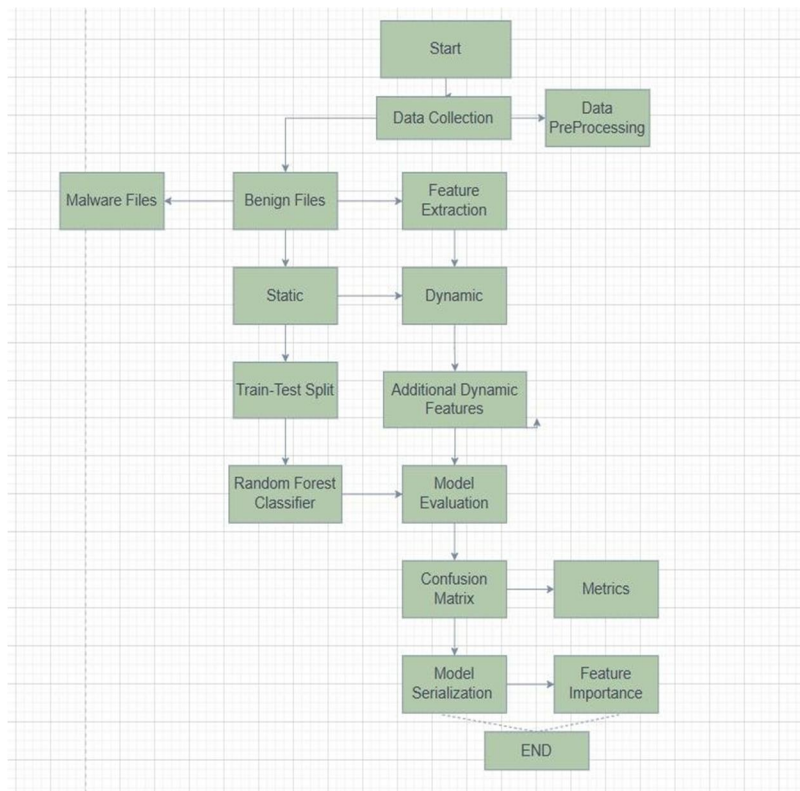 Start
Data Collection
Data
PreProcessing
Malware Files
Benign Files
Feature
Extraction
Static
Dynamic
Train-Test Split
Additional Dynamic
Features
Random Forest
Classifier
Model
Evaluation
Confusion
Matrix
Metrics
Model
Serialization
Feature
Importance
END